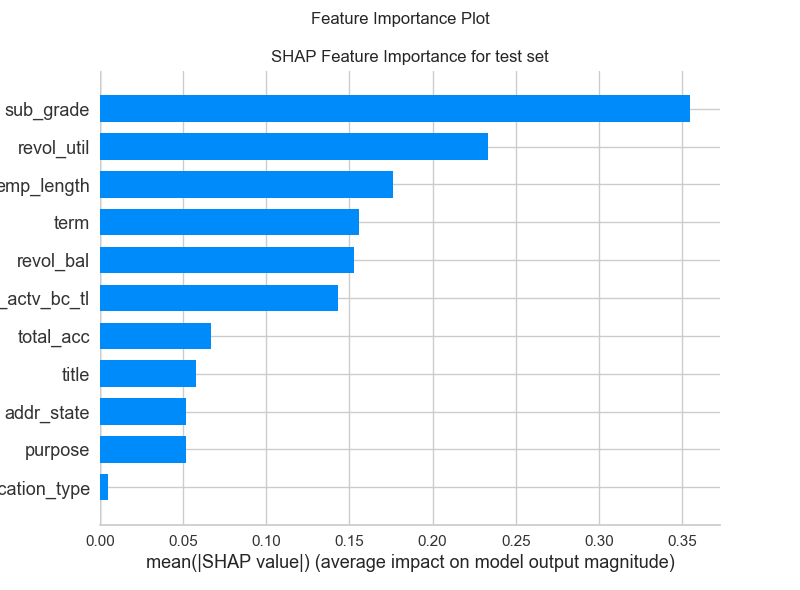 Feature Importance Plot
SHAP Feature Importance for test set
sub_grade
revol_util
emp_length
term
revol_bal
_actv_bc_tl
total_acc
title
addr_state
purpose
cation_type
0.00 0.05 0.10 0.15 0.20 0.25 0.30 0.35
mean(|SHAP value|) (average impact on model output magnitude)